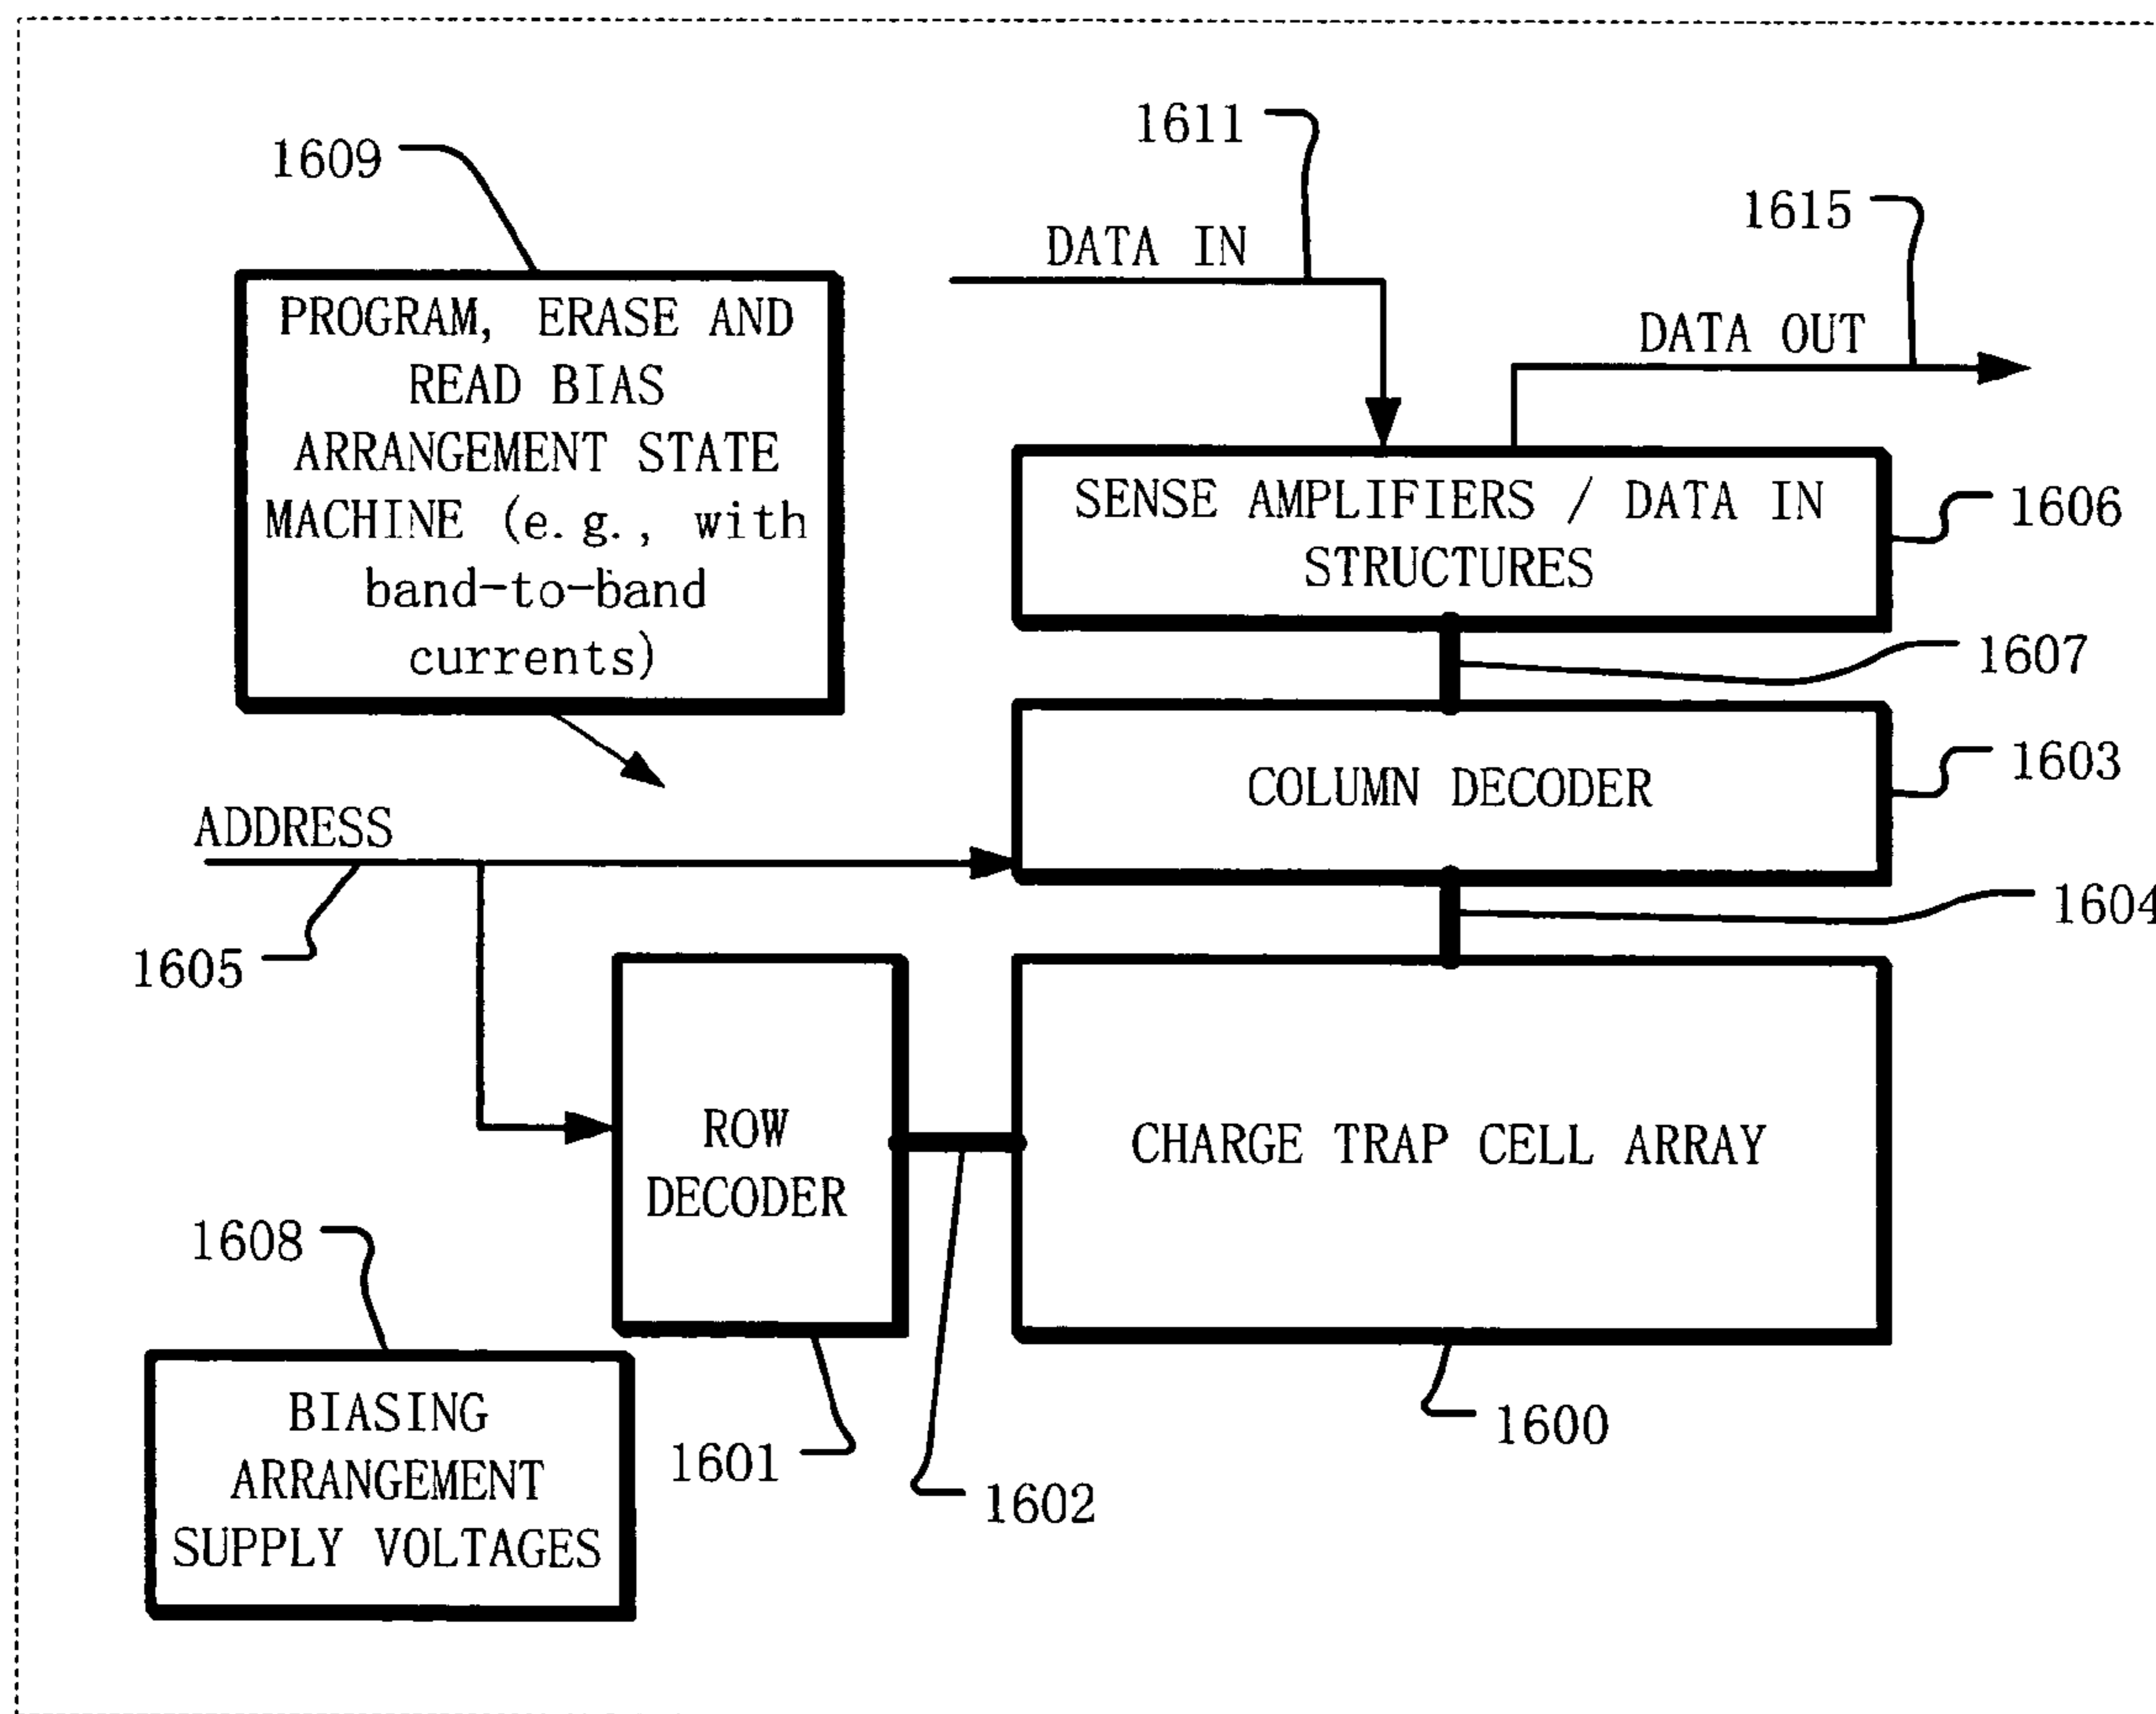 1611
1609
1615
DATA IN
PROGRAM, ERASE AND
READ BIAS
ARRANGEMENT STATE
MACHINE (e.g., with
band-to-band
currents)
DATA OUT
SENSE AMPLIFIERS / DATA IN
STRUCTURES
1606
1607
COLUMN DECODER
1603
ADDRESS
1604
1605
ROW
DECODER
CHARGE TRAP CELL ARRAY
1608
BIASING
ARRANGEMENT
SUPPLY VOLTAGES
1601
1602
1600